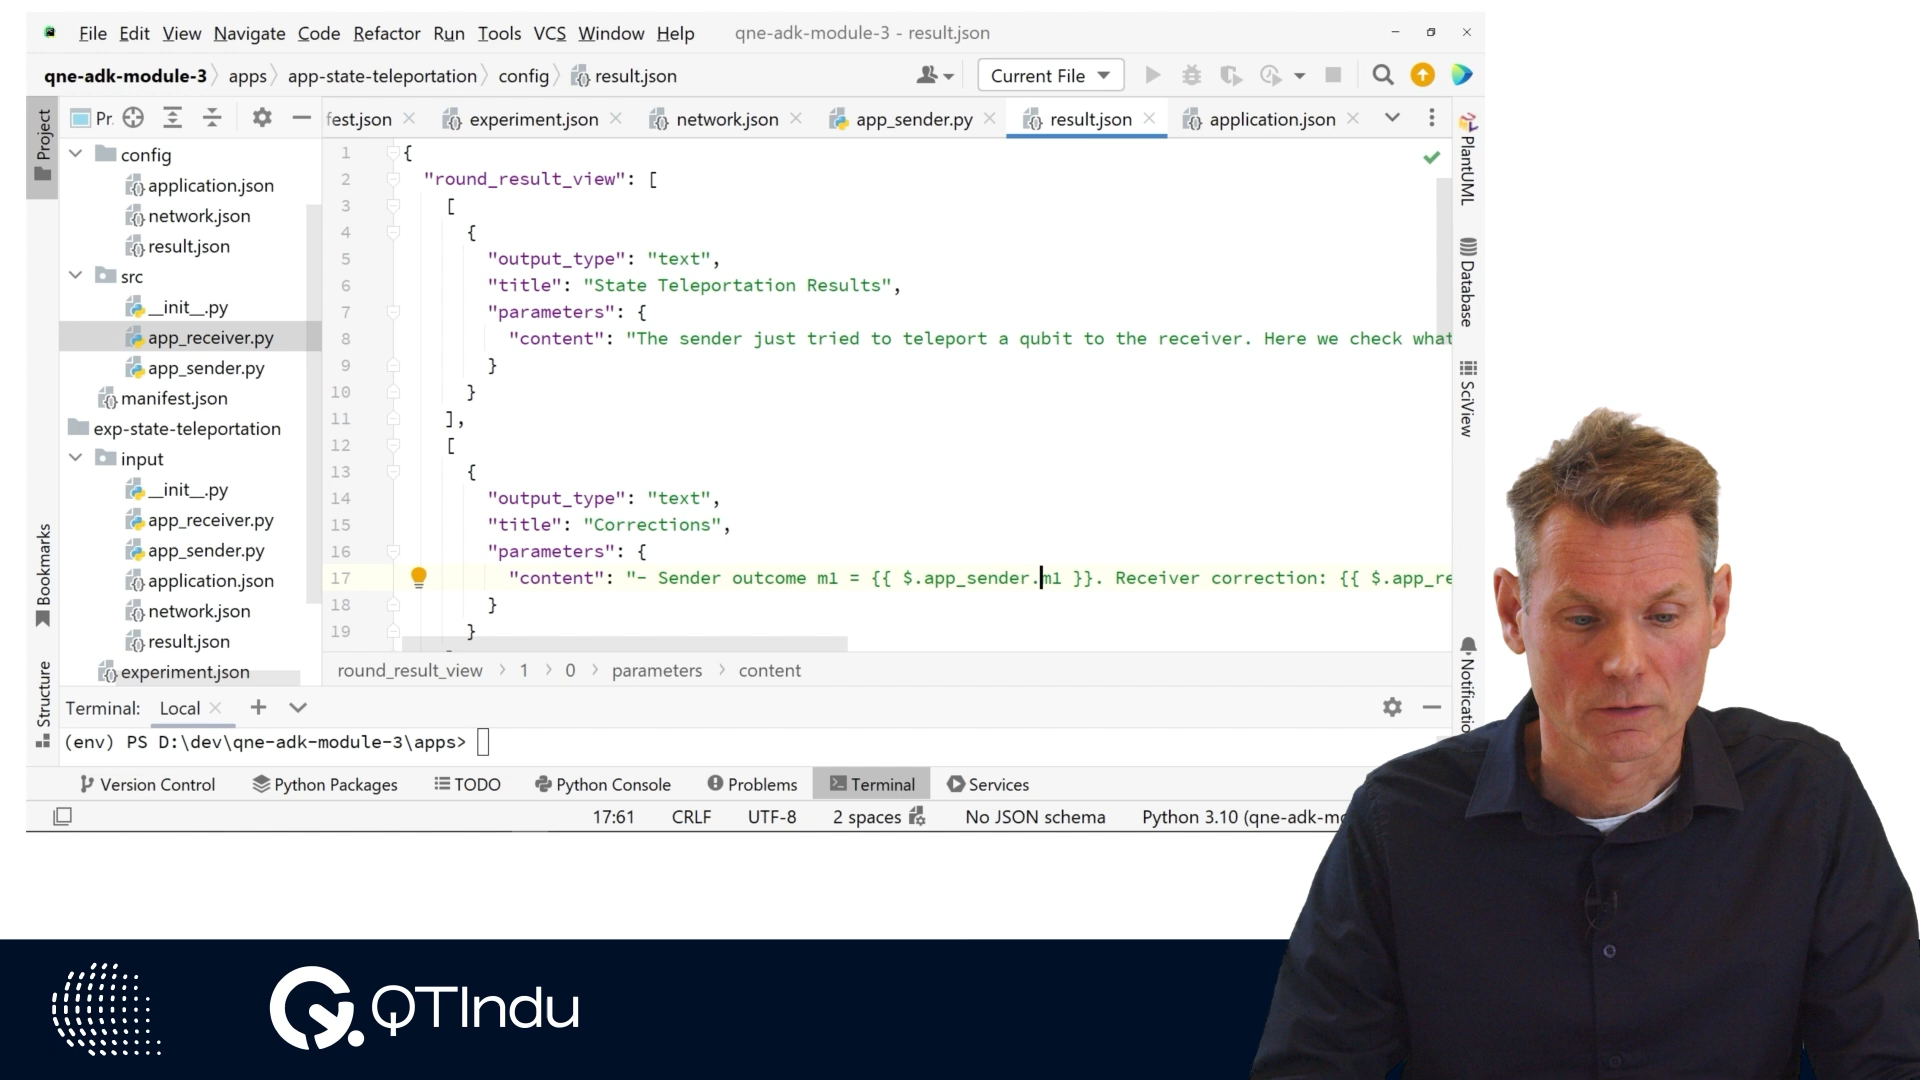 File Edit View Navigate Code Refactor Run Tools VCS Window Help qne-adk-module-3 - result.json
qne-adk-module-3 apps app-state-teleportation config result.json Current File
Project
Pr.
fest.json experiment.json network.json app_sender.py result.json application.json
config
application.json
network.json
result.json
src
__init__.py
app_receiver.py
app_sender.py
manifest.json
exp-state-teleportation
input
__init__.py
app_receiver.py
app_sender.py
application.json
network.json
result.json
experiment.json
1 {
2 "round_result_view": [
3 [
4 {
5 "output_type": "text",
6 "title": "State Teleportation Results",
7 "parameters": {
8 "content": "The sender just tried to teleport a qubit to the receiver. Here we check what
9 }
10 }
11 ],
12 [
13 {
14 "output_type": "text",
15 "title": "Corrections",
16 "parameters": {
17 "content": "- Sender outcome m1 = {{ $.app_sender.m1 }}. Receiver correction: {{ $.app_re
18 }
19 }
round_result_view > 1 > 0 > parameters > content
PlantUML
Database
SciView
Notificatio
Bookmarks
Structure
Terminal: Local
(env) PS D:\dev\qne-adk-module-3\apps>
Version Control Python Packages TODO Python Console Problems Terminal Services
17:61 CRLF UTF-8 2 spaces No JSON schema Python 3.10 (qne-adk-mo
QTIndu